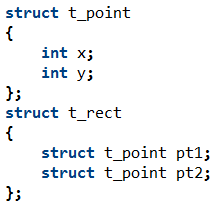 struct t_point
{
    int x;
    int y;
};
struct t_rect
{
    struct t_point pt1;
    struct t_point pt2;
};